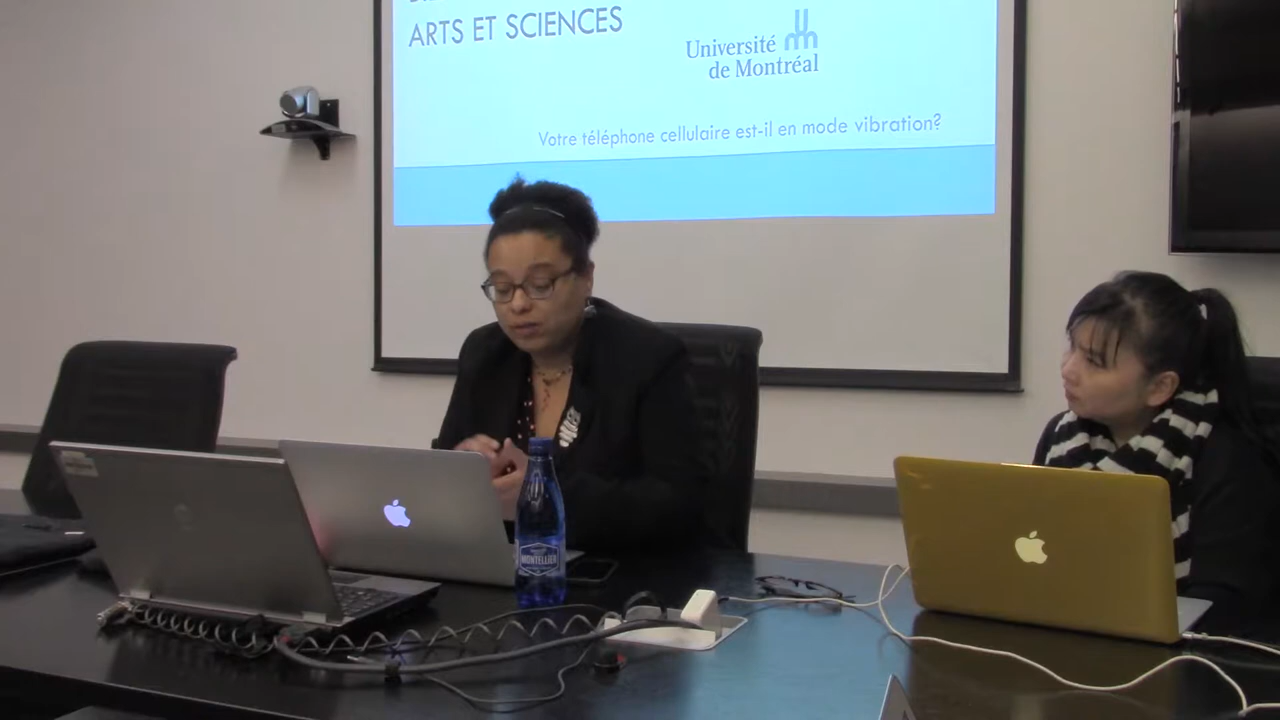 ARTS ET SCIENCES
Université
de Montréal
Votre téléphone cellulaire est-il en mode vibration?
MONTELLIER